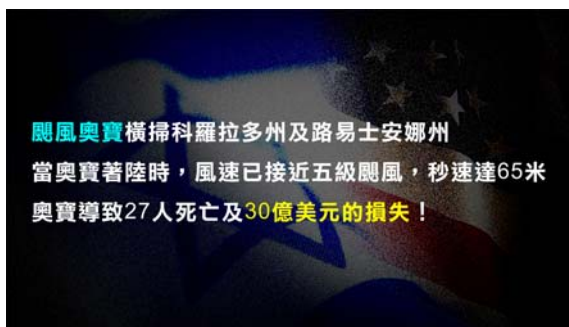 颶風奧寶橫掃科羅拉多州及路易士安娜州
當奧寶著陸時，風速已接近五級颶風，秒速達65米
奧寶導致27人死亡及30億美元的損失！